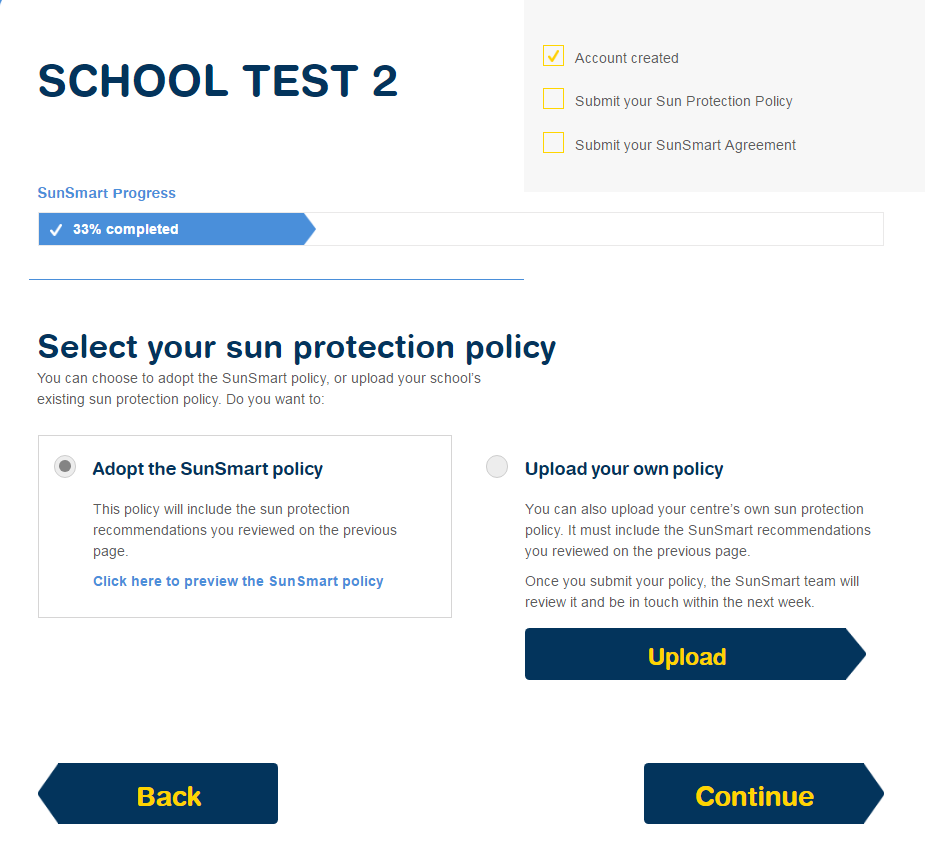 SCHOOL TEST 2
Account created
Submit your Sun Protection Policy
Submit your SunSmart Agreement
SunSmart Progress
33% completed
Select your sun protection policy
You can choose to adopt the SunSmart policy, or upload your school’s
existing sun protection policy. Do you want to:
Adopt the SunSmart policy
This policy will include the sun protection
recommendations you reviewed on the previous
page.
Click here to preview the SunSmart policy
Upload your own policy
You can also upload your centre’s own sun protection
policy. It must include the SunSmart recommendations
you reviewed on the previous page.
Once you submit your policy, the SunSmart team will
review it and be in touch within the next week.
Upload
Back
Continue